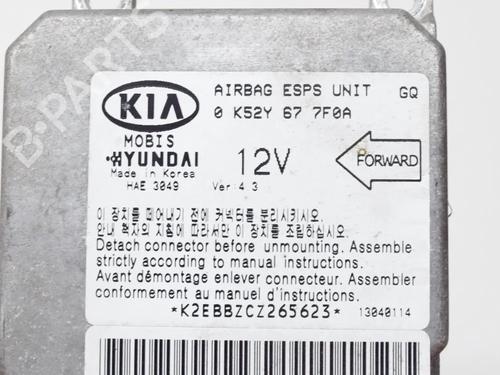 KIA
AIRBAG ESPS UNIT GQ
0 K52Y 67 7F0A
MOBIS
HYUNDAI
Made in Korea
HAE 3049
12V
Ver:4.3
FORWARD
이 장치를 떼어내기 전에 커넥터를 분리시키시오.
안내 책자의 지침에 따라서만 이 장치를 조립하십시오.
Detach connector before unmounting. Assemble
strictly according to manual instructions.
Avant démontage enlever connecteur. Assembler
conformement au manuel d'instructions.
*K2EBBZCZ265623* 13040114
B-PARTS